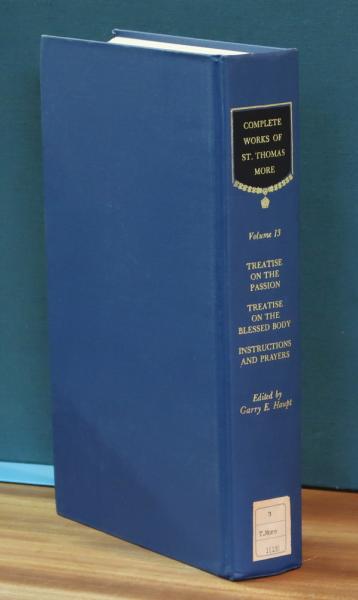 COMPLETE
WORKS OF
ST. THOMAS
MORE
Volume 13
TREATISE
ON THE
PASSION
TREATISE
ON THE
BLESSED BODY
INSTRUCTIONS
AND PRAYERS
Edited by
Garry E. Haupt
T.More